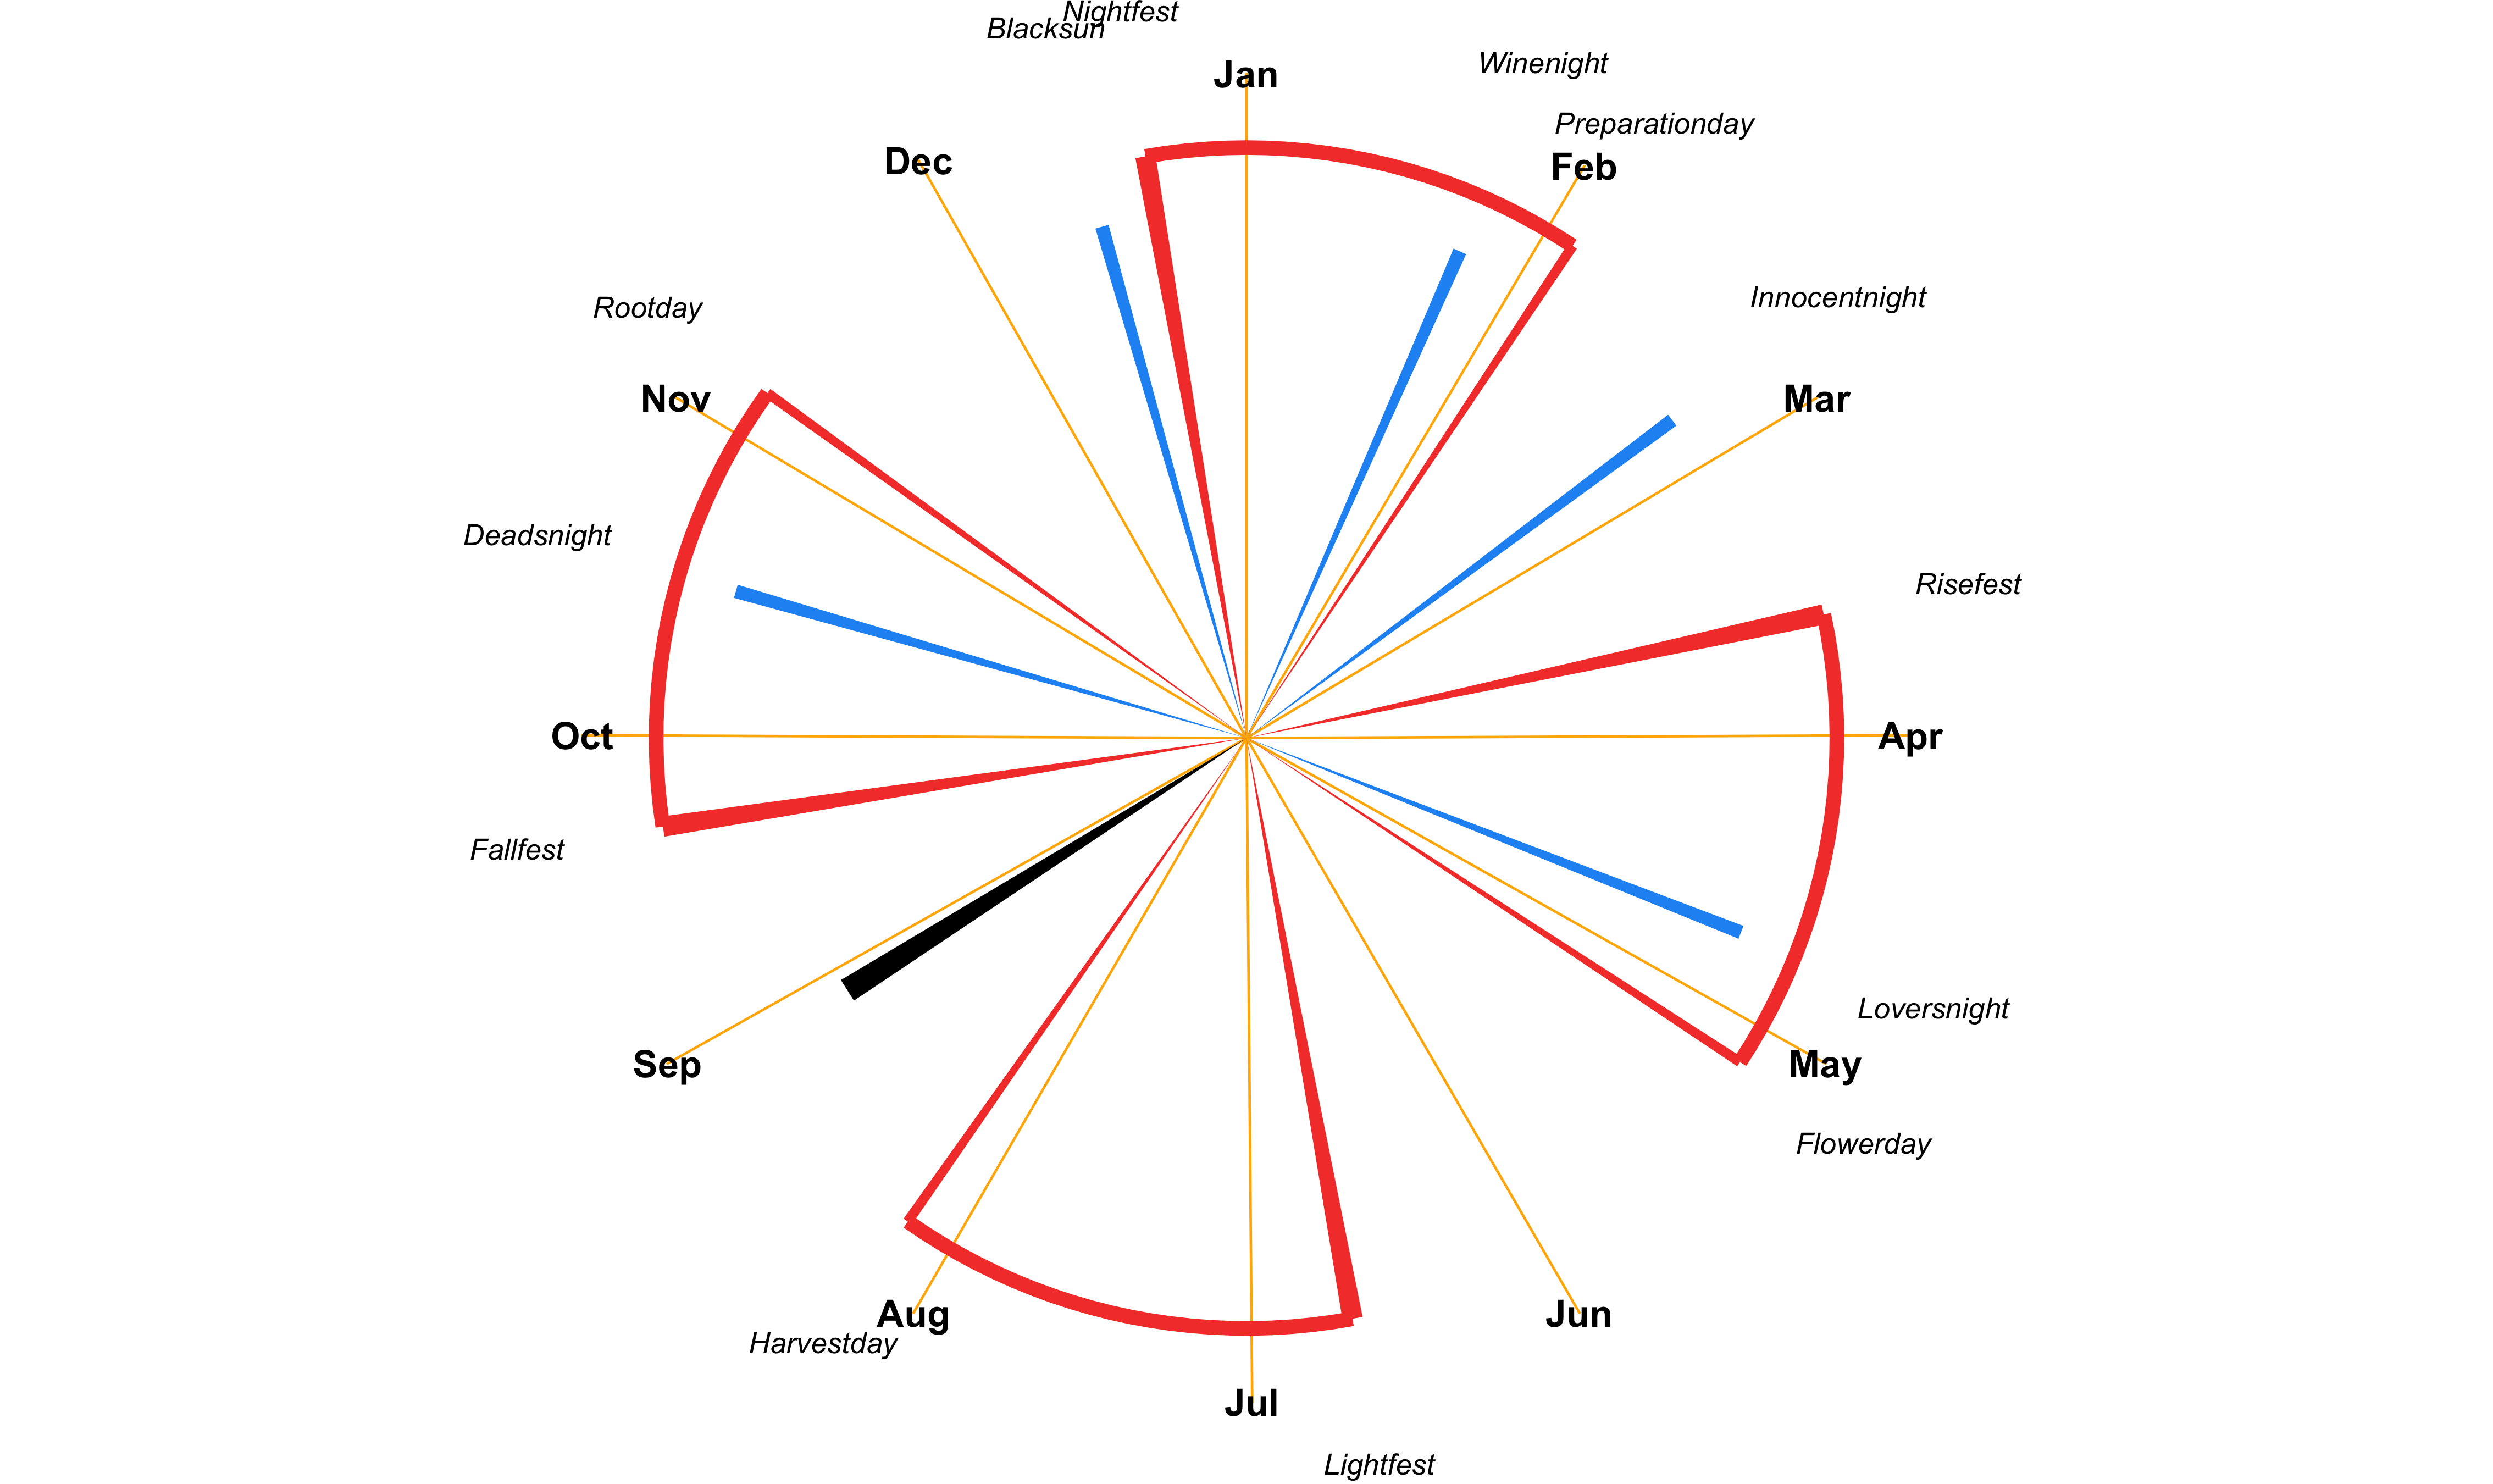 Nightfest
Blacksun
Winenight
Jan
Preparationday
Dec
Feb
Innocentnight
Rootday
Nov
Mar
Deadsnight
Risefest
Oct
Apr
Fallfest
Loversnight
Sep
May
Flowerday
Aug
Jun
Harvestday
Jul
Lightfest